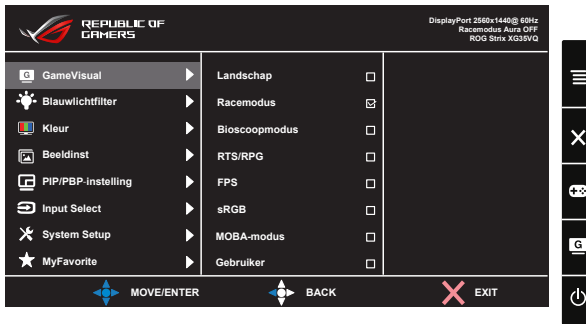 REPUBLIC OF
GAMERS
DisplayPort 2560x1440@ 60Hz
Racemodus Aura OFF
ROG Strix XG35VQ
G GameVisual
Blauwlichtfilter
Kleur
Beeldinst
PIP/PBP-instelling
Input Select
System Setup
MyFavorite
Landschap
Racemodus
Bioscoopmodus
RTS/RPG
FPS
sRGB
MOBA-modus
Gebruiker
MOVE/ENTER
BACK
EXIT
G